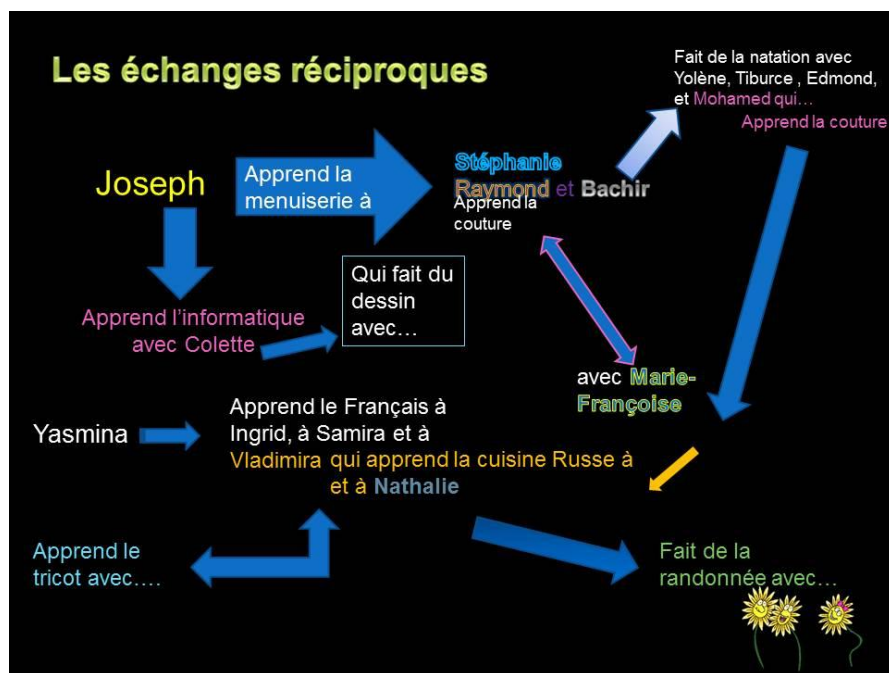 Les échanges réciproques
Fait de la natation avec
Yolène, Tiburce , Edmond,
et Mohamed qui…
Apprend la couture
Joseph
Apprend la
menuiserie à
Stéphanie
Raymond et Bachir
Apprend la
couture
Qui fait du
dessin
avec…
Apprend l'informatique
avec Colette
avec Marie-
Françoise
Yasmina
Apprend le Français à
Ingrid, à Samira et à
Vladimira qui apprend la cuisine Russe à
et à Nathalie
Apprend le
tricot avec….
Fait de la
randonnée avec…